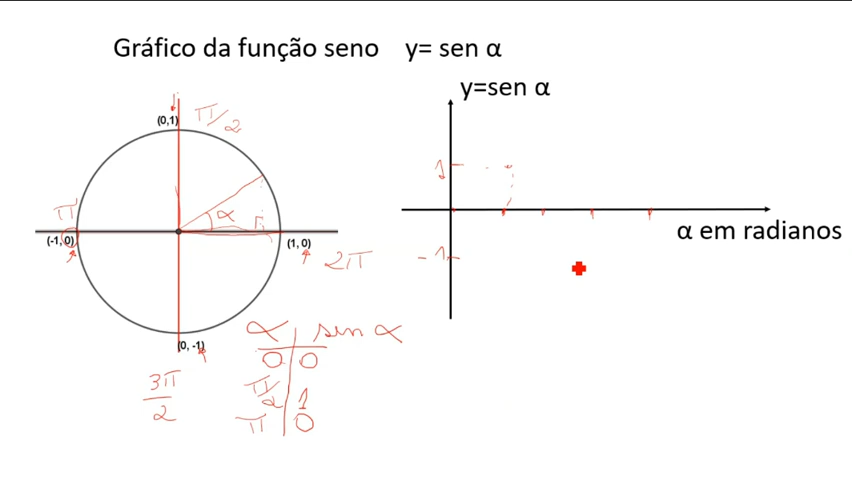 Gráfico da função seno y= sen α
y=sen α
(0,1)
π/2
1
π
α
(-1, 0)
(1, 0)
2π
α em radianos
-1
(0, -1)
α sen α
0 0
π/2 1
π 0
3π/2